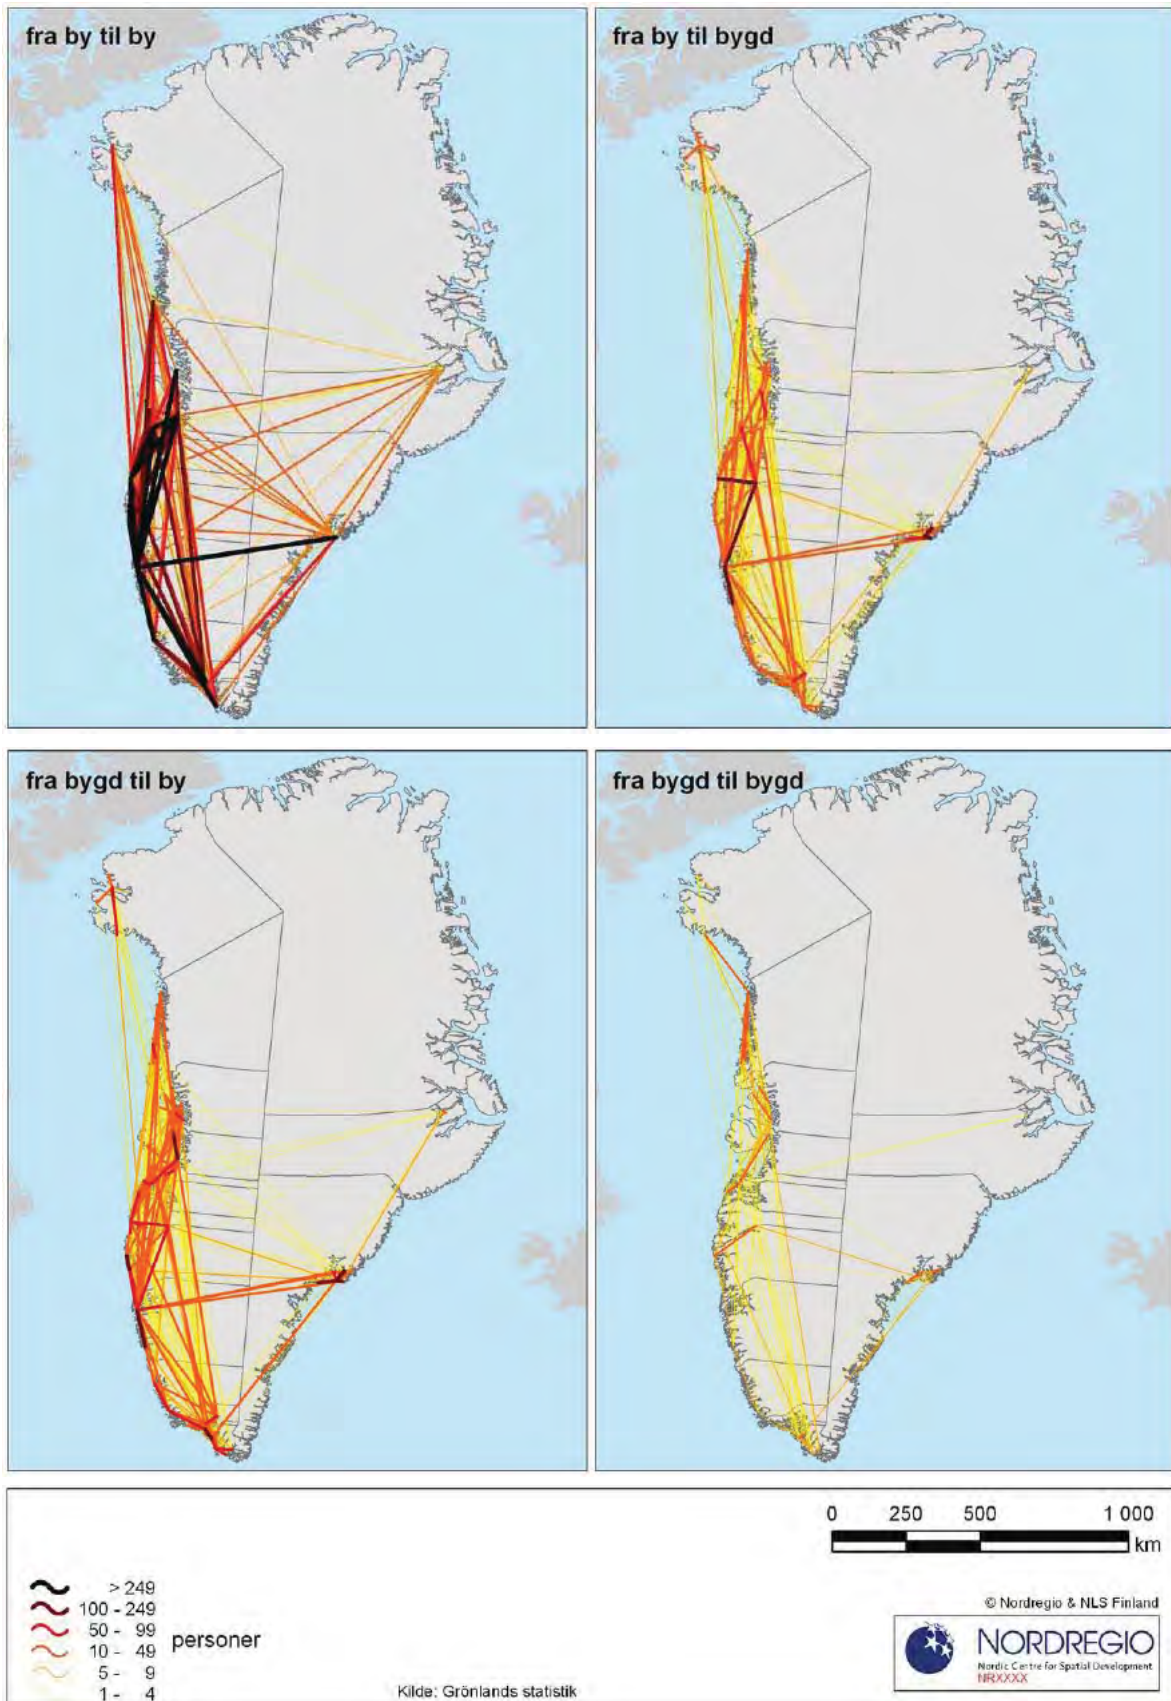 fra by til by
fra by til bygd
fra bygd til by
fra bygd til bygd
0 250 500 1 000
km
> 249
100 - 249
50 - 99
10 - 49
5 - 9
1 - 4
personer
Kilde: Grönlands statistik
© Nordregio & NLS Finland
NORDREGIO
Nordic Centre for Spatial Development
NRXXXX